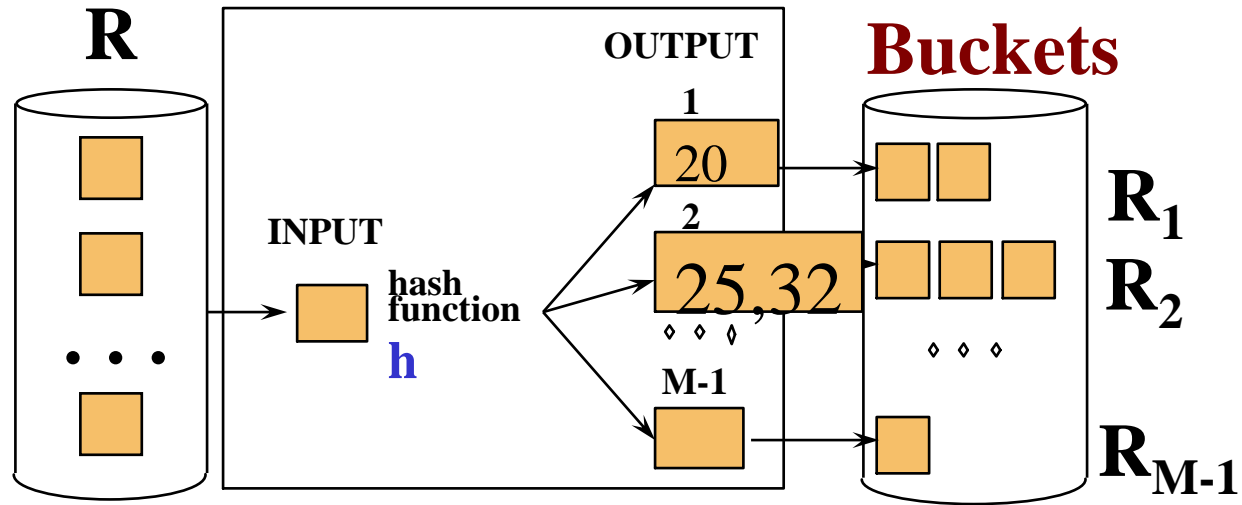 R
OUTPUT
Buckets
1
20
R1
INPUT
2
25,32
hash
function
R2
h
M-1
RM-1